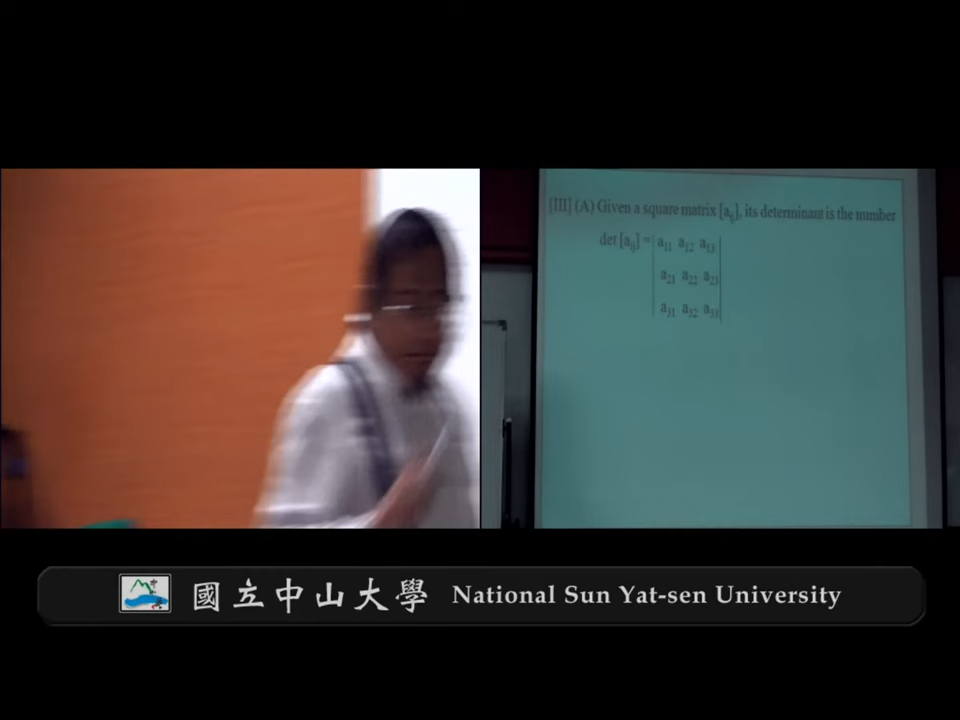 [III] (A) Given a square matrix [aᵢⱼ], its determinant is the number
det [aᵢⱼ] = | a₁₁ a₁₂ a₁₃ |
| a₂₁ a₂₂ a₂₃ |
| a₃₁ a₃₂ a₃₃ |
國立中山大學 National Sun Yat-sen University